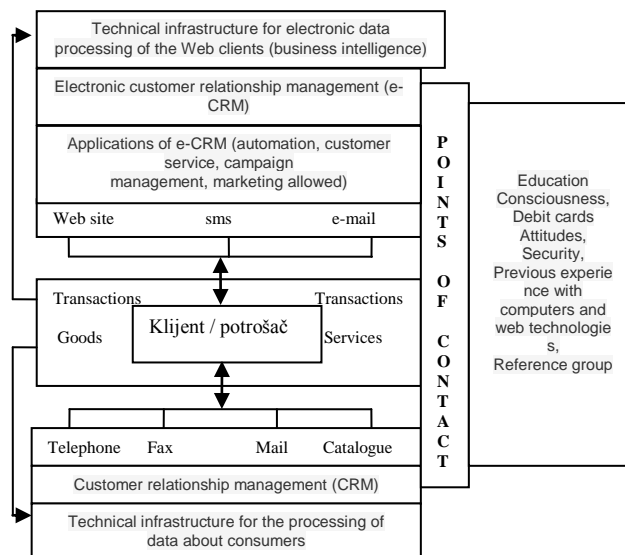 Technical infrastructure for electronic data
processing of the Web clients (business intelligence)
Electronic customer relationship management (e-
CRM)
Applications of e-CRM (automation, customer
service, campaign
management, marketing allowed)
Web site sms e-mail
Transactions Transactions
Klijent / potrošač
Goods Services
Telephone Fax Mail Catalogue
Customer relationship management (CRM)
Technical infrastructure for the processing of
data about consumers
POINTS OF CONTACT
Education
Consciousness,
Debit cards
Attitudes,
Security,
Previous experie
nce with
computers and
web technologie
s,
Reference group